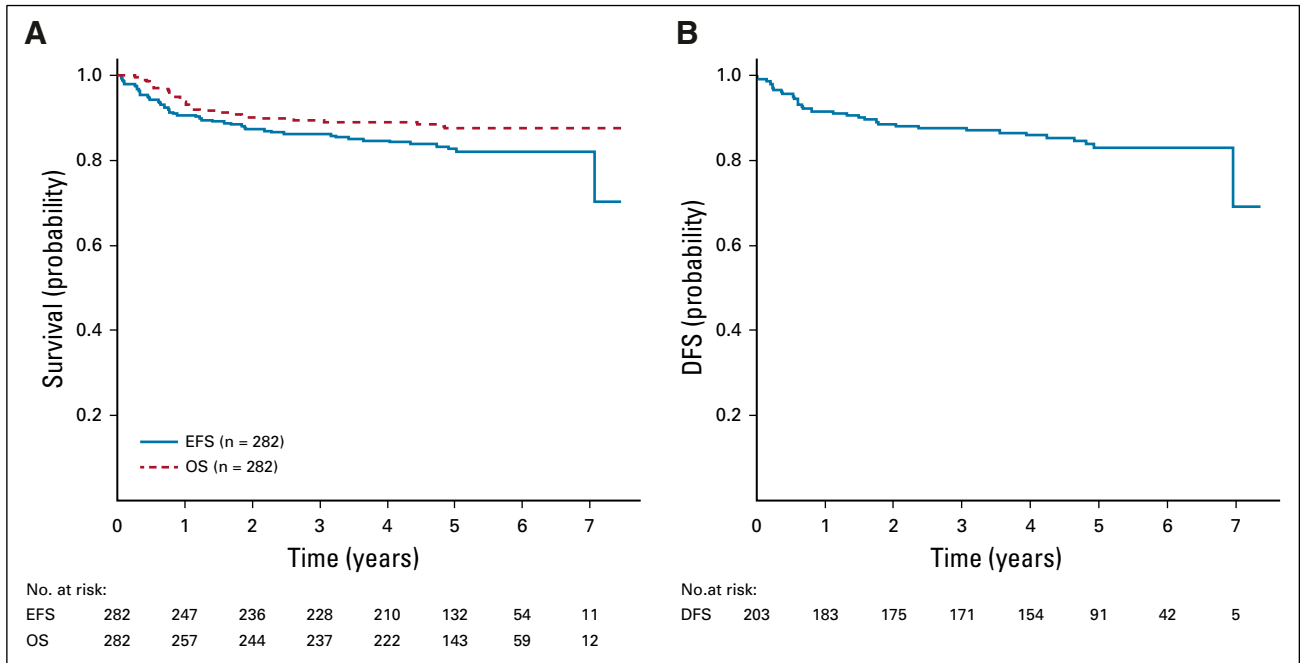 A
1.0
0.8
0.6
0.4
0.2
Survival (probability)
EFS (n = 282)
OS (n = 282)
0 1 2 3 4 5 6 7
Time (years)
No. at risk:
EFS 282 247 236 228 210 132 54 11
OS 282 257 244 237 222 143 59 12
B
1.0
0.8
0.6
0.4
0.2
DFS (probability)
0 1 2 3 4 5 6 7
Time (years)
No.at risk:
DFS 203 183 175 171 154 91 42 5